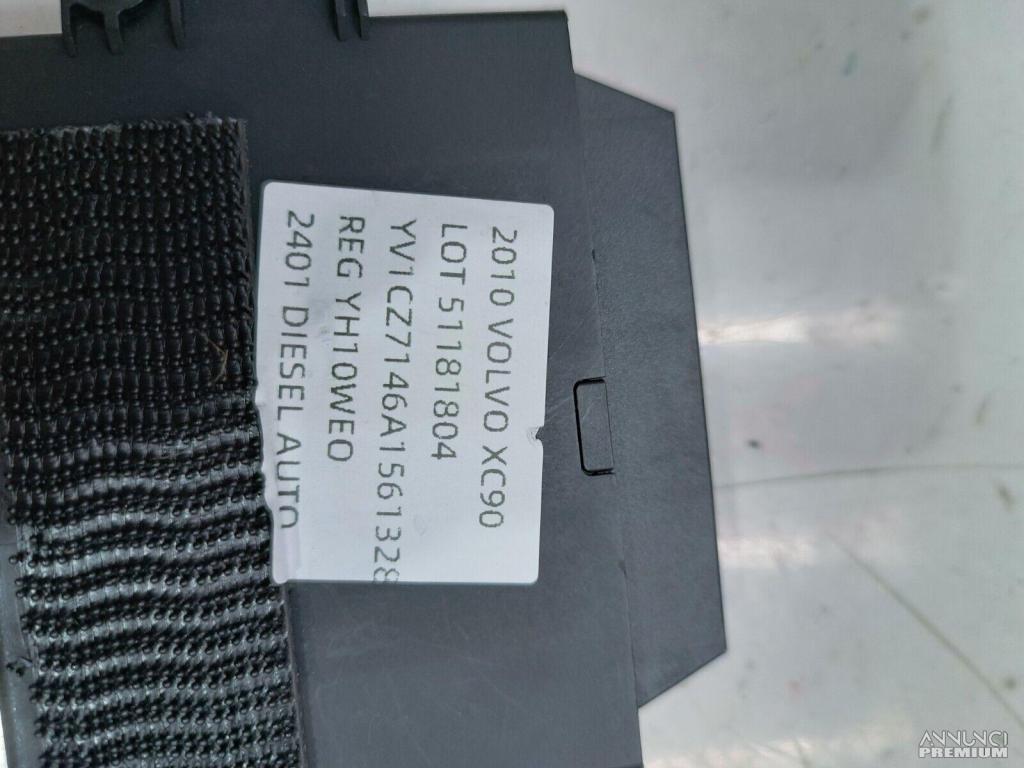 2010 VOLVO XC90
LOT 51181804
YV1CZ7146A1561328
REG YH10WEO
2401 DIESEL AUTO
ANNUNCI
PREMIUM